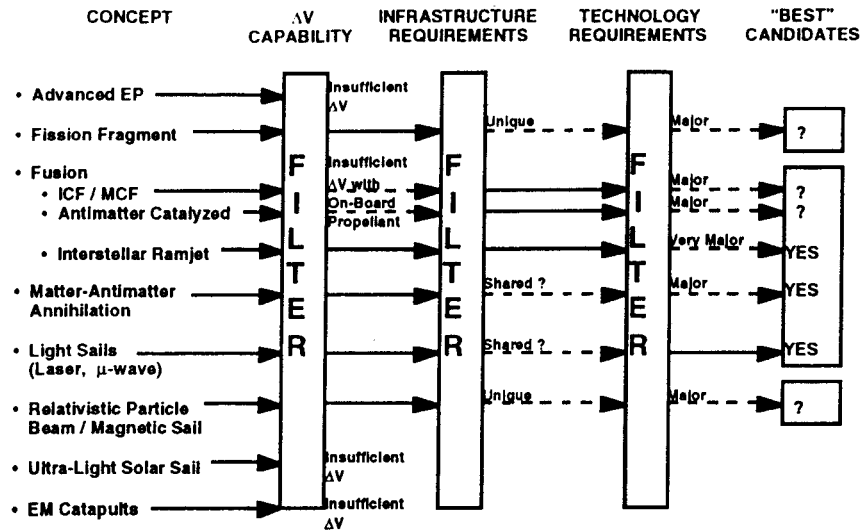 CONCEPT
ΔV
CAPABILITY
INFRASTRUCTURE
REQUIREMENTS
TECHNOLOGY
REQUIREMENTS
“BEST”
CANDIDATES
• Advanced EP
Insufficient
ΔV
• Fission Fragment
Unique
Major
?
• Fusion
Insufficient
• ICF / MCF
ΔV with
Major
?
• Antimatter Catalyzed
On-Board
Major
?
Propellant
• Interstellar Ramjet
Very Major
YES
• Matter-Antimatter
Annihilation
Shared ?
Major
YES
• Light Sails
(Laser, μ-wave)
Shared ?
YES
• Relativistic Particle
Beam / Magnetic Sail
Unique
Major
?
• Ultra-Light Solar Sail
Insufficient
ΔV
• EM Catapults
Insufficient
ΔV
FILTER
FILTER
FILTER